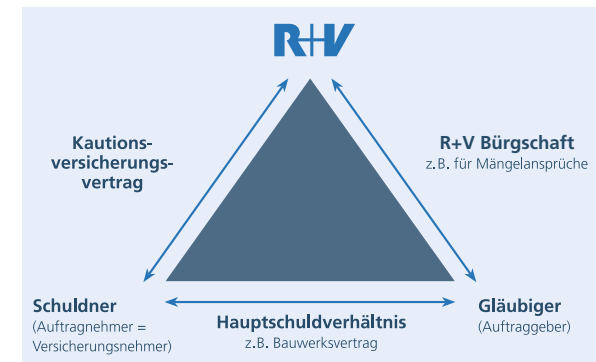 R+V
Kautions-
versicherungs-
vertrag
R+V Bürgschaft
z.B. für Mängelansprüche
Schuldner
(Auftragnehmer =
Versicherungsnehmer)
Hauptschuldverhältnis
z.B. Bauwerksvertrag
Gläubiger
(Auftraggeber)